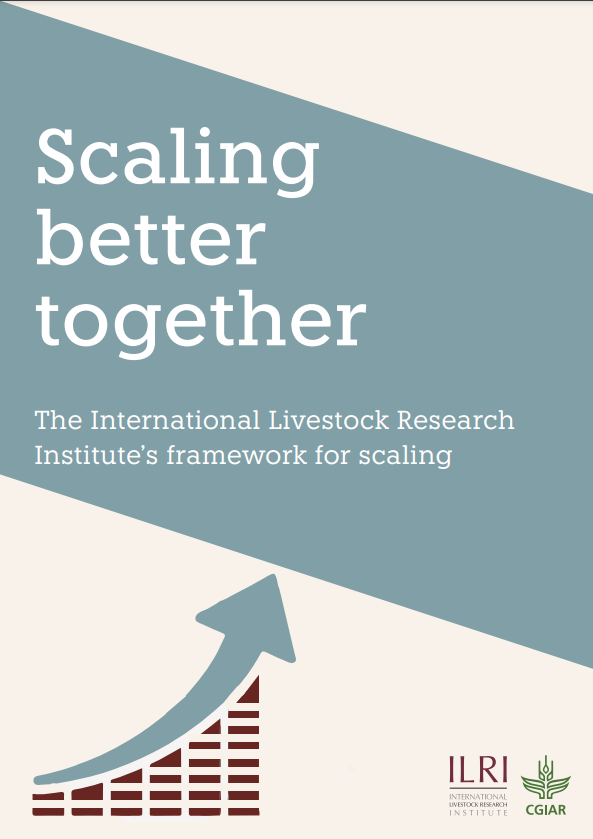 Scaling
better
together
The International Livestock Research
Institute’s framework for scaling
ILRI
INTERNATIONAL
LIVESTOCK RESEARCH
INSTITUTE
CGIAR